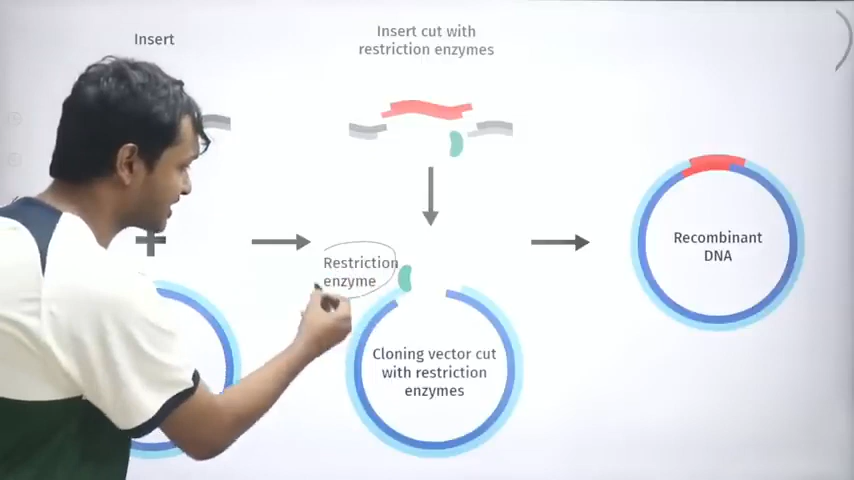 Insert
Insert cut with
restriction enzymes
Restriction
enzyme
Cloning vector cut
with restriction
enzymes
Recombinant
DNA